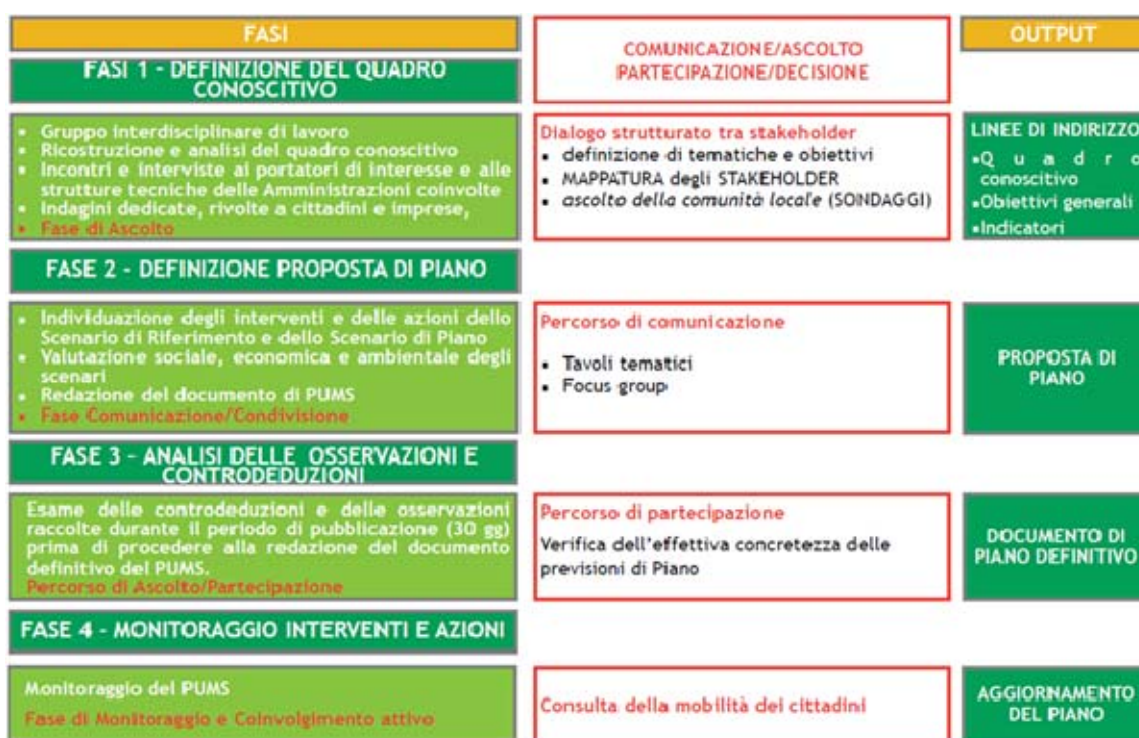 FASI
COMUNICAZIONE/ASCOLTO
PARTECIPAZIONE/DECISIONE
OUTPUT
FASI 1 - DEFINIZIONE DEL QUADRO
CONOSCITIVO
• Gruppo interdisciplinare di lavoro
• Ricostruzione e analisi del quadro conoscitivo
• Incontri e interviste ai portatori di interesse e alle
strutture tecniche delle Amministrazioni coinvolte
• Indagini dedicate, rivolte a cittadini e imprese,
• Fase di Ascolto
Dialogo strutturato tra stakeholder
• definizione di tematiche e obiettivi
• MAPPATURA degli STAKEHOLDER
• ascolto della comunità locale (SONDAGGI)
LINEE DI INDIRIZZO
•Q u a d r o
conoscitivo
•Obiettivi generali
•Indicatori
FASE 2 - DEFINIZIONE PROPOSTA DI PIANO
• Individuazione degli interventi e delle azioni dello
Scenario di Riferimento e dello Scenario di Piano
• Valutazione sociale, economica e ambientale degli
scenari
• Redazione del documento di PUMS
• Fase Comunicazione/Condivisione
Percorso di comunicazione
• Tavoli tematici
• Focus group
PROPOSTA DI
PIANO
FASE 3 - ANALISI DELLE OSSERVAZIONI E
CONTRODEDUZIONI
Esame delle controdeduzioni e delle osservazioni
raccolte durante il periodo di pubblicazione (30 gg)
prima di procedere alla redazione del documento
definitivo del PUMS.
Percorso di Ascolto/Partecipazione
Percorso di partecipazione
Verifica dell'effettiva concretezza delle
previsioni di Piano
DOCUMENTO DI
PIANO DEFINITIVO
FASE 4 - MONITORAGGIO INTERVENTI E AZIONI
Monitoraggio del PUMS
Fase di Monitoraggio e Coinvolgimento attivo
Consulta della mobilità dei cittadini
AGGIORNAMENTO
DEL PIANO